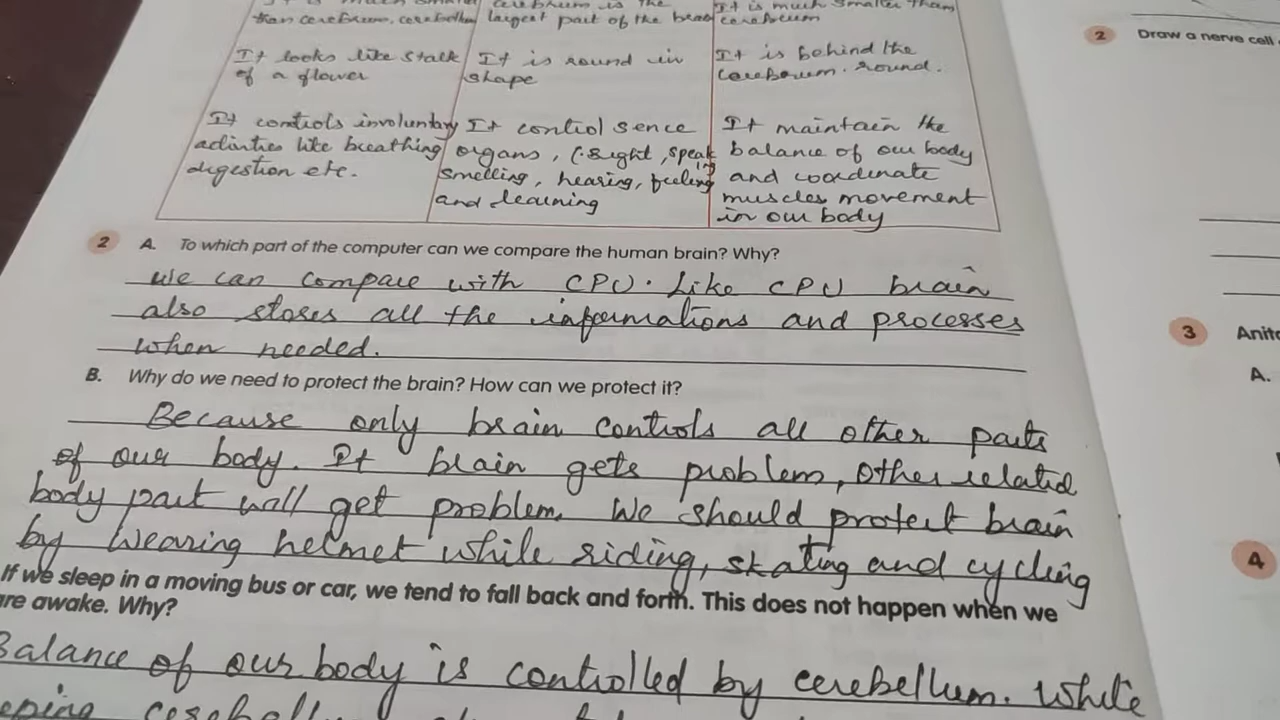 than cerebrum, cerebellum
largest part of the brain
It is much smaller than
cerebrum
2 Draw a nerve cell
It looks like stalk
of a flower
It is round in
shape
It is behind the
cerebrum. round.
It controls involuntary
activities like breathing
digestion etc.
It control sence
organs, (Sight, speaking
smelling, hearing, feeling
and learning
It maintain the
balance of our body
and coordinate
muscles movement
in our body
2 A. To which part of the computer can we compare the human brain? Why?
We can compare with CPU. Like CPU brain
also stores all the informations and processes
when needed.
B. Why do we need to protect the brain? How can we protect it?
Because only brain controls all other parts
of our body. It brain gets problem, other related
body part will get problem. We should protect brain
by wearing helmet while riding, skating and cycling
If we sleep in a moving bus or car, we tend to fall back and forth. This does not happen when we
are awake. Why?
Balance of our body is controlled by cerebellum. While
3 Anita
A.
4